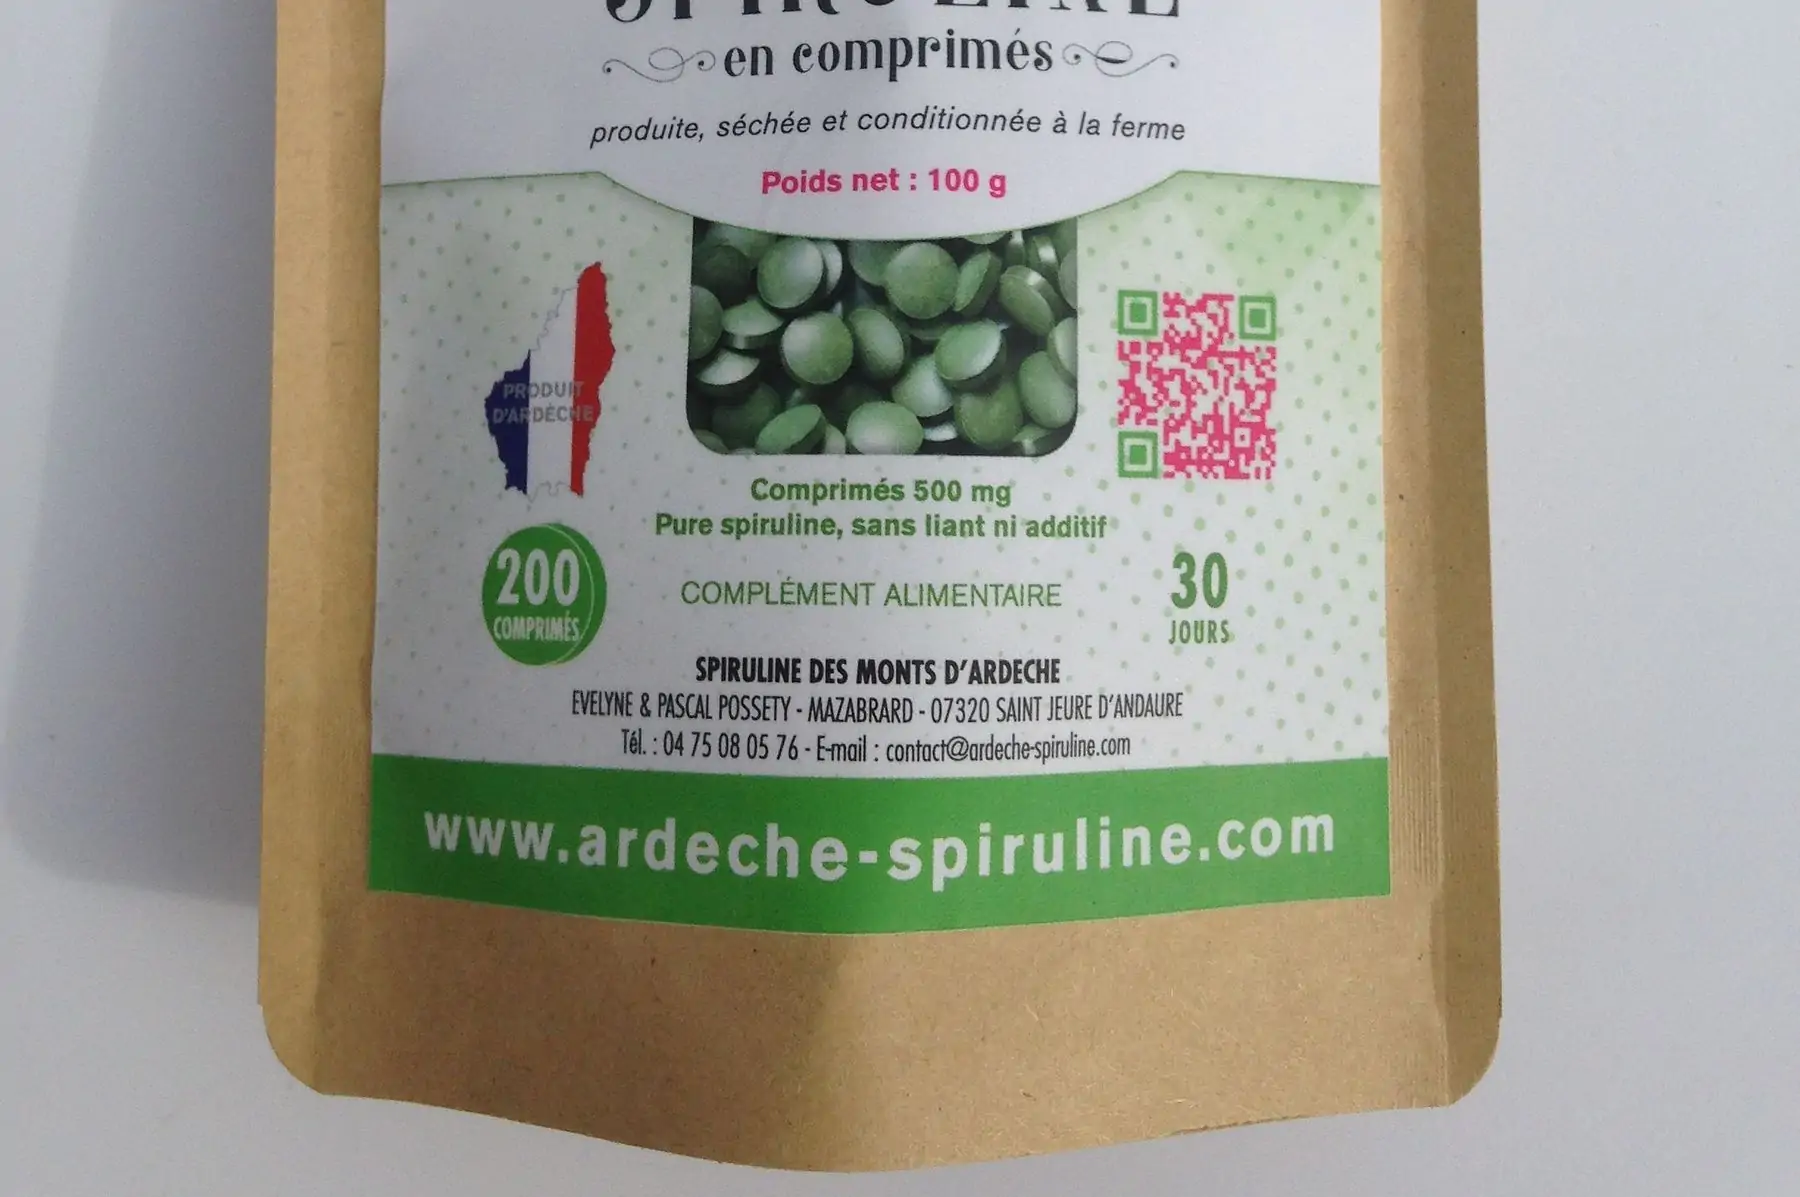 SPIRULINE
en comprimés
produite, séchée et conditionnée à la ferme
Poids net : 100 g
PRODUIT
D'ARDÈCHE
Comprimés 500 mg
Pure spiruline, sans liant ni additif
200
COMPRIMÉS
COMPLÉMENT ALIMENTAIRE
30
JOURS
SPIRULINE DES MONTS D'ARDECHE
EVELYNE & PASCAL POSSETY - MAZABRARD - 07320 SAINT JEURE D'ANDAURE
Tél. : 04 75 08 05 76 - E-mail : contact@ardeche-spiruline.com
www.ardeche-spiruline.com